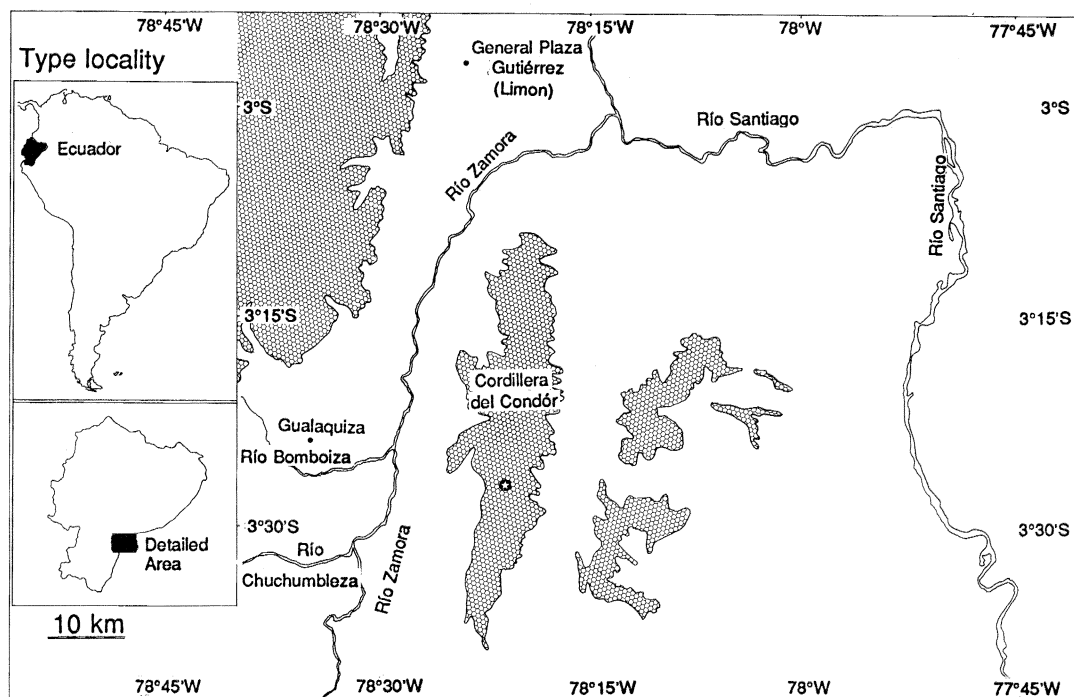 78°45'W
78°30'W
78°15'W
78°W
77°45'W
Type locality
General Plaza
Gutiérrez
(Limon)
3°S
3°S
Ecuador
Río Santiago
Río Zamora
Río Santiago
3°15'S
3°15'S
Cordillera
del Condór
Gualaquiza
Río Bomboiza
3°30'S
3°30'S
Detailed
Area
Río
Chuchumbleza
Río Zamora
10 km
78°45'W
78°30'W
78°15'W
78°W
77°45'W